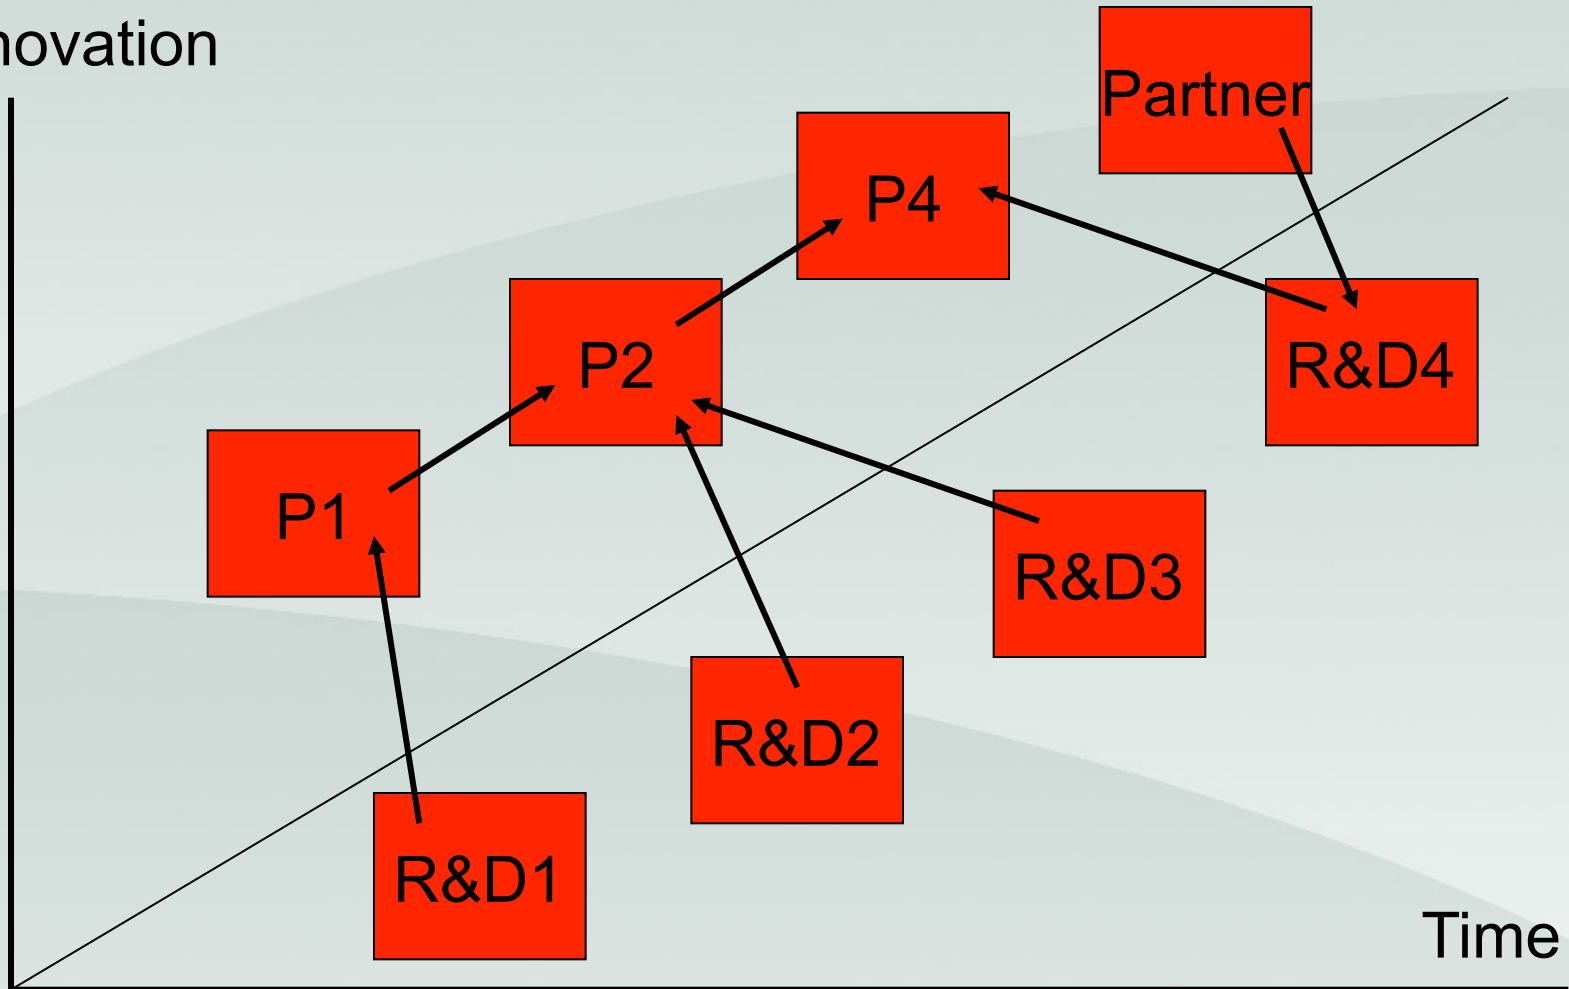 novation
Partner
P4
P2
R&D4
P1
R&D3
R&D2
R&D1
Time